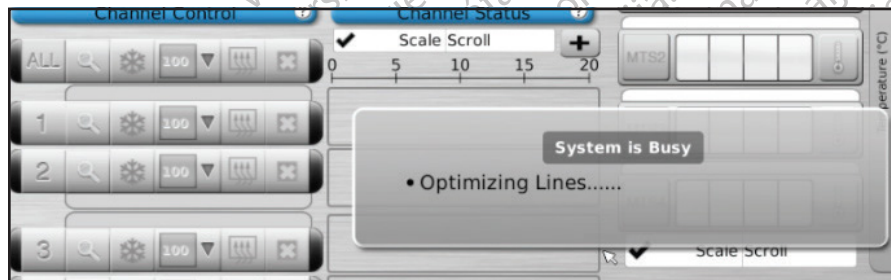 Channel Control ?
Channel Status ?
Scale Scroll +
0 5 10 15 20
ALL 100
MTS2
Temperature (°C)
1 100
System is Busy
2 100
• Optimizing Lines......
3 100
Scale Scroll